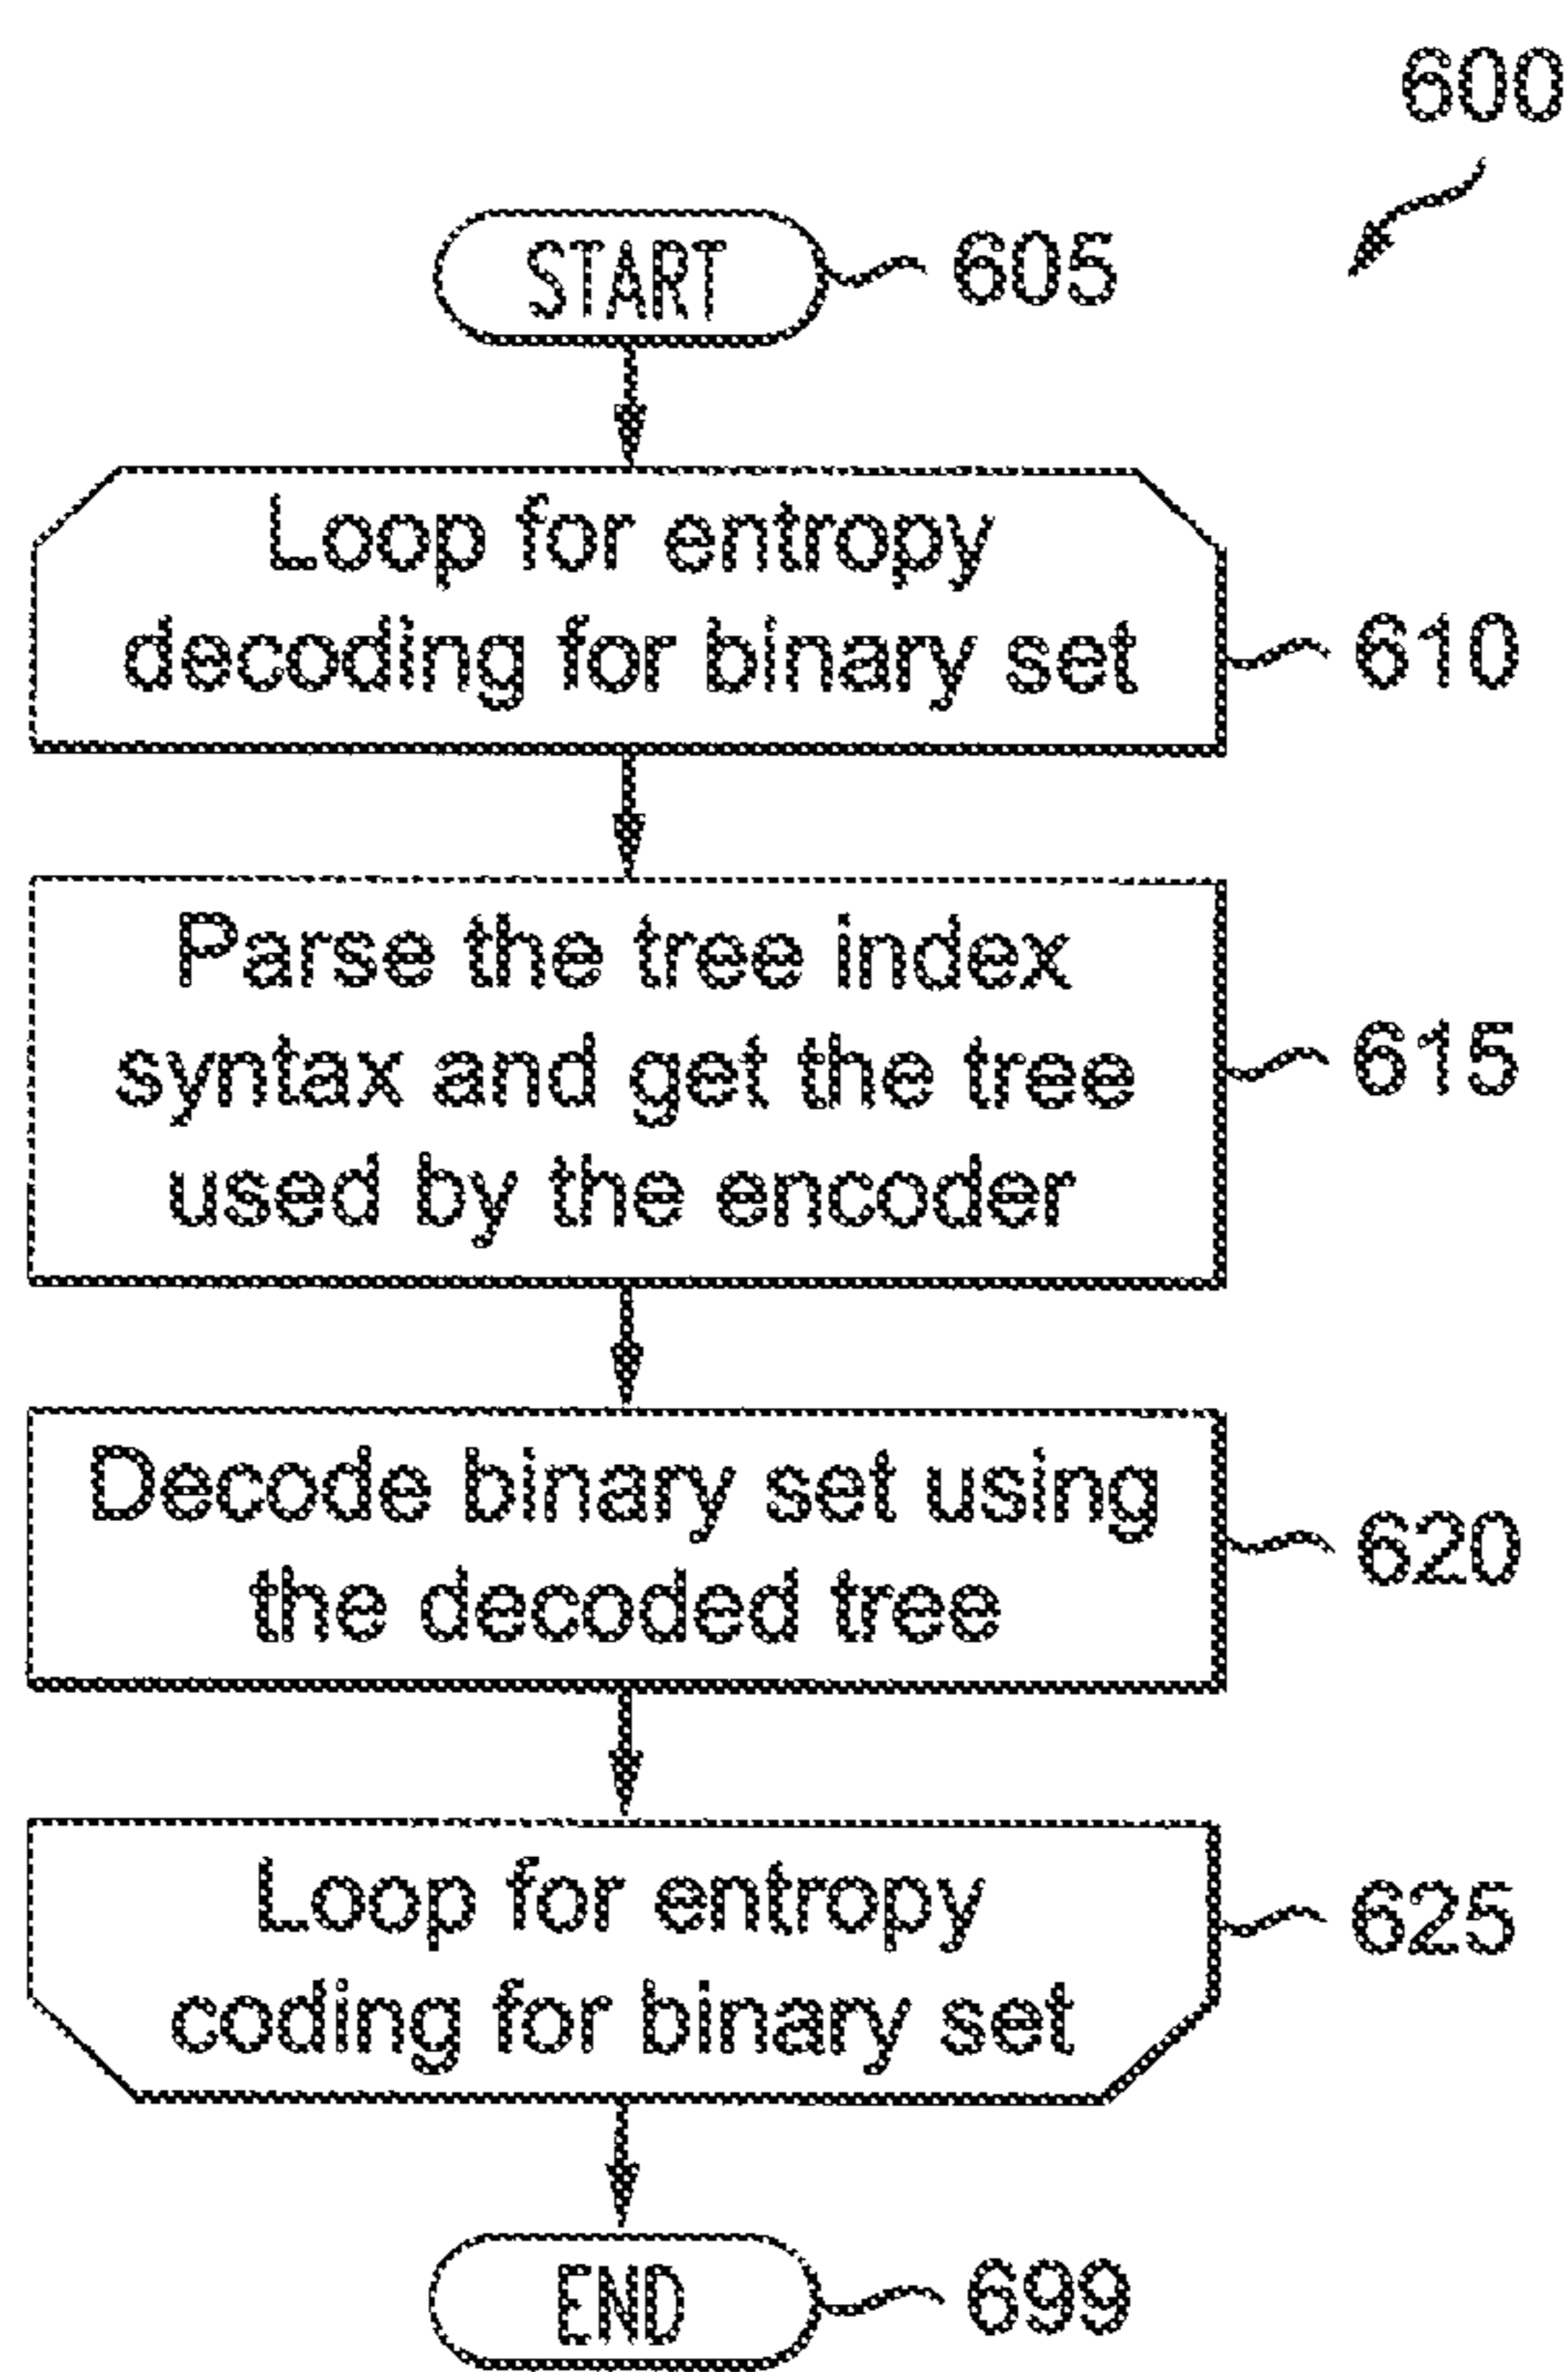 600
START
605
Loop for entropy
decoding for binary set
610
Parse the tree index
syntax and get the tree
used by the encoder
615
Decode binary set using
the decoded tree
620
Loop for entropy
coding for binary set
625
END
699